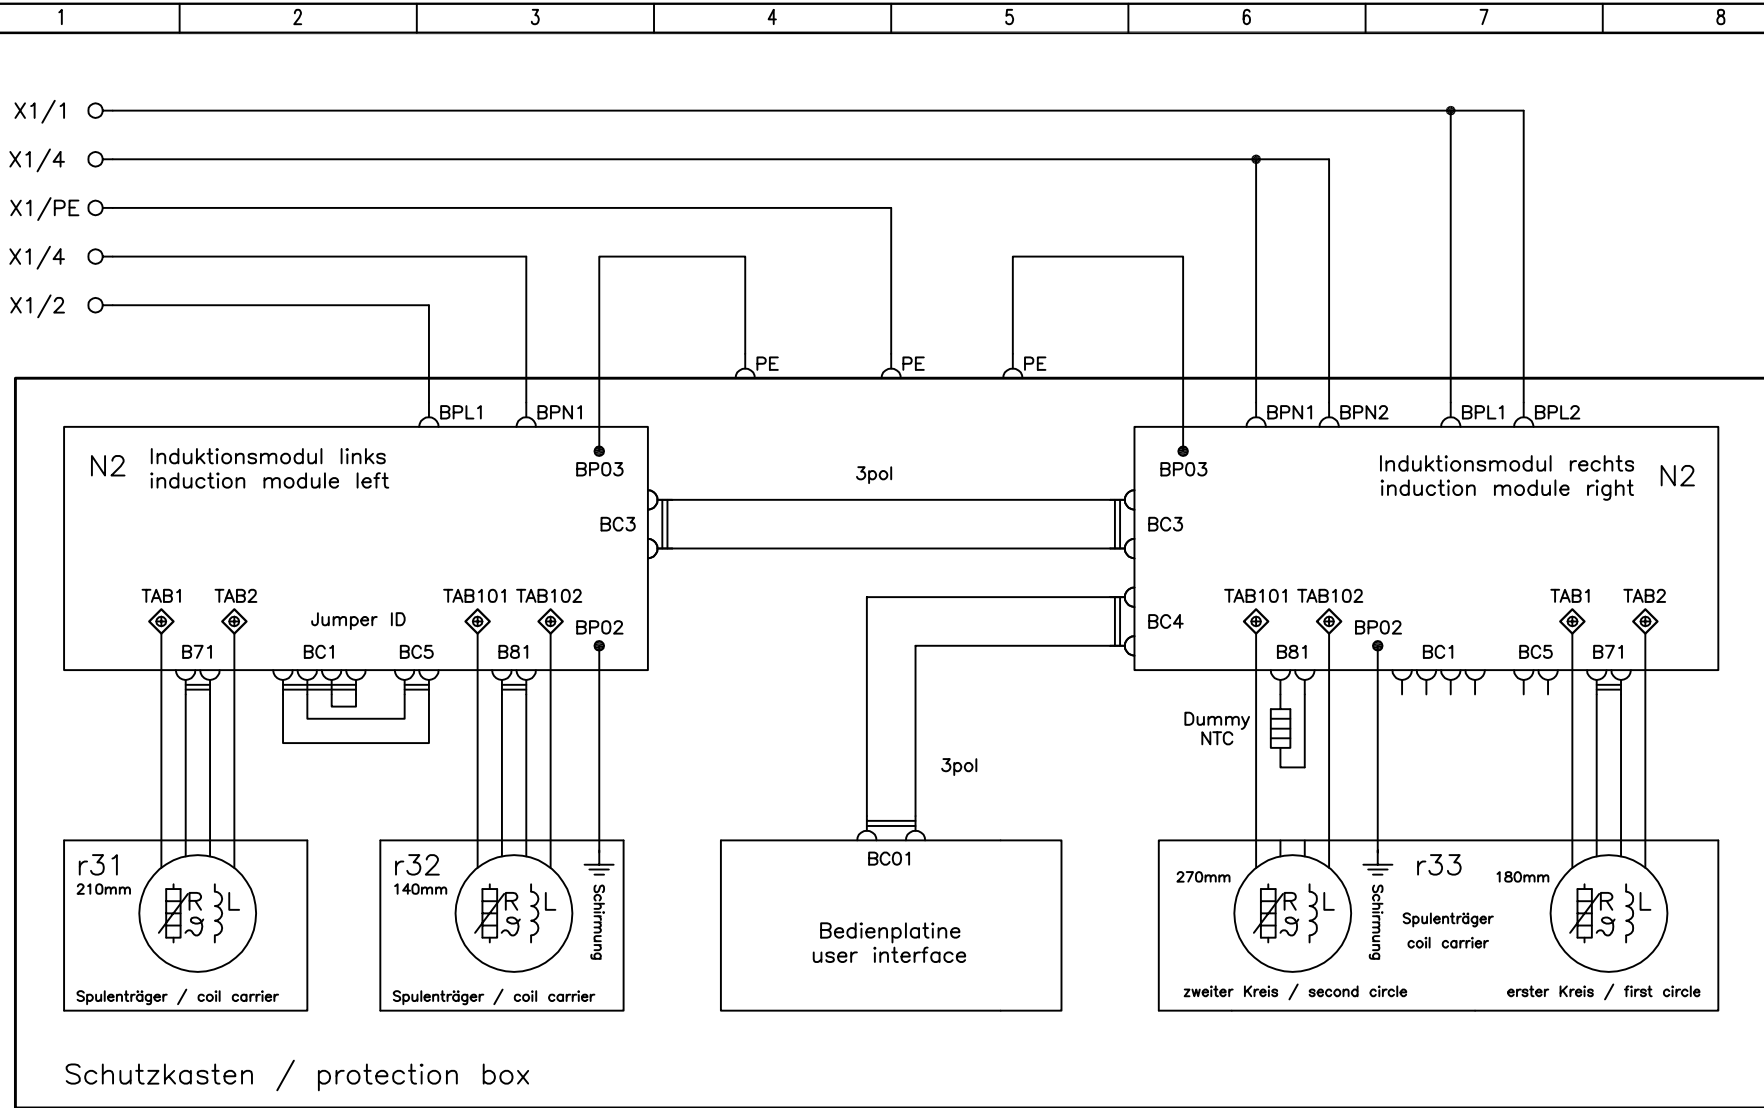 1 2 3 4 5 6 7 8
X1/1
X1/4
X1/PE
X1/4
X1/2
PE PE PE
BPL1 BPN1 BPN1 BPN2 BPL1 BPL2
N2 Induktionsmodul links
induction module left
BP03
3pol
BP03
Induktionsmodul rechts N2
induction module right
BC3 BC3
TAB1 TAB2 TAB101 TAB102 TAB101 TAB102 TAB1 TAB2
Jumper ID
BP02 BC4 BP02
B71 BC1 BC5 B81 B81 BC1 BC5 B71
Dummy
NTC
3pol
r31
210mm
R L
ϑ
Spulenträger / coil carrier
r32
140mm
R L
ϑ
Schirmung
Spulenträger / coil carrier
BC01
Bedienplatine
user interface
270mm
R L
ϑ
Schirmung
r33
Spulenträger
coil carrier
180mm
R L
ϑ
zweiter Kreis / second circle
erster Kreis / first circle
Schutzkasten / protection box